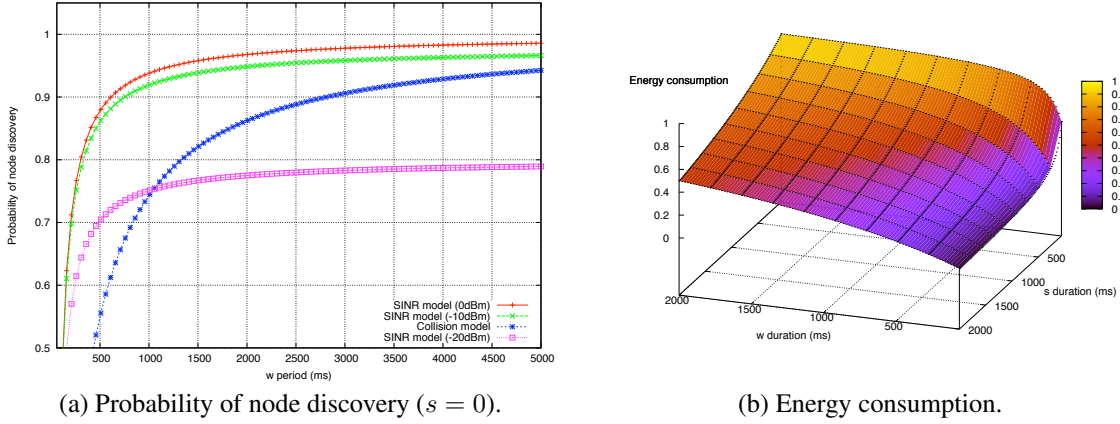 1
0.9
0.8
0.7
0.6
0.5
Probability of node discovery
SINR model (0dBm)
SINR model (-10dBm)
Collision model
SINR model (-20dBm)
500 1000 1500 2000 2500 3000 3500 4000 4500 5000
w period (ms)
(a) Probability of node discovery (s = 0).
Energy consumption
1
0.8
0.6
0.4
0.2
0
2000
1500
1000
500
w duration (ms)
500
1000
1500
2000
s duration (ms)
1
0
(b) Energy consumption.